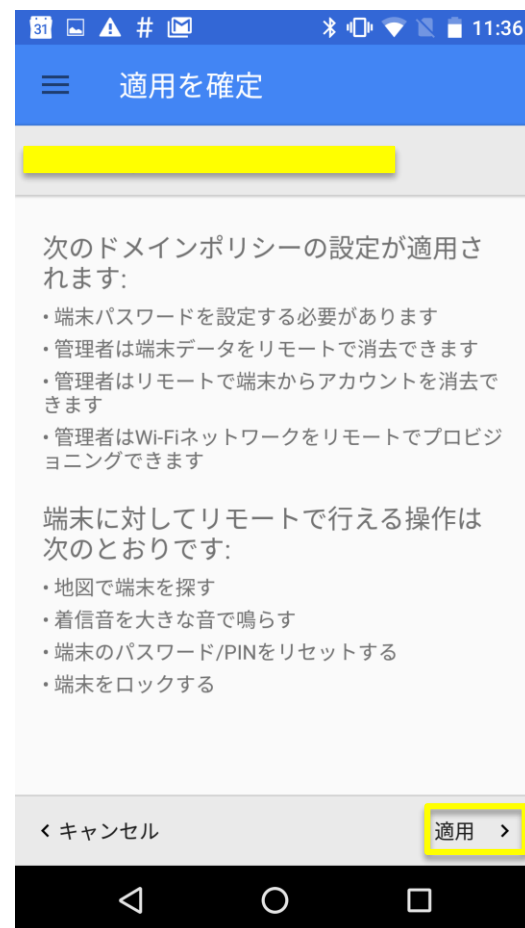 31 # 11:36
適用を確定
次のドメインポリシーの設定が適用さ
れます:
・端末パスワードを設定する必要があります
・管理者は端末データをリモートで消去できます
・管理者はリモートで端末からアカウントを消去で
きます
・管理者はWi-Fiネットワークをリモートでプロビジ
ョニングできます
端末に対してリモートで行える操作は
次のとおりです:
・地図で端末を探す
・着信音を大きな音で鳴らす
・端末のパスワード/PINをリセットする
・端末をロックする
キャンセル 適用